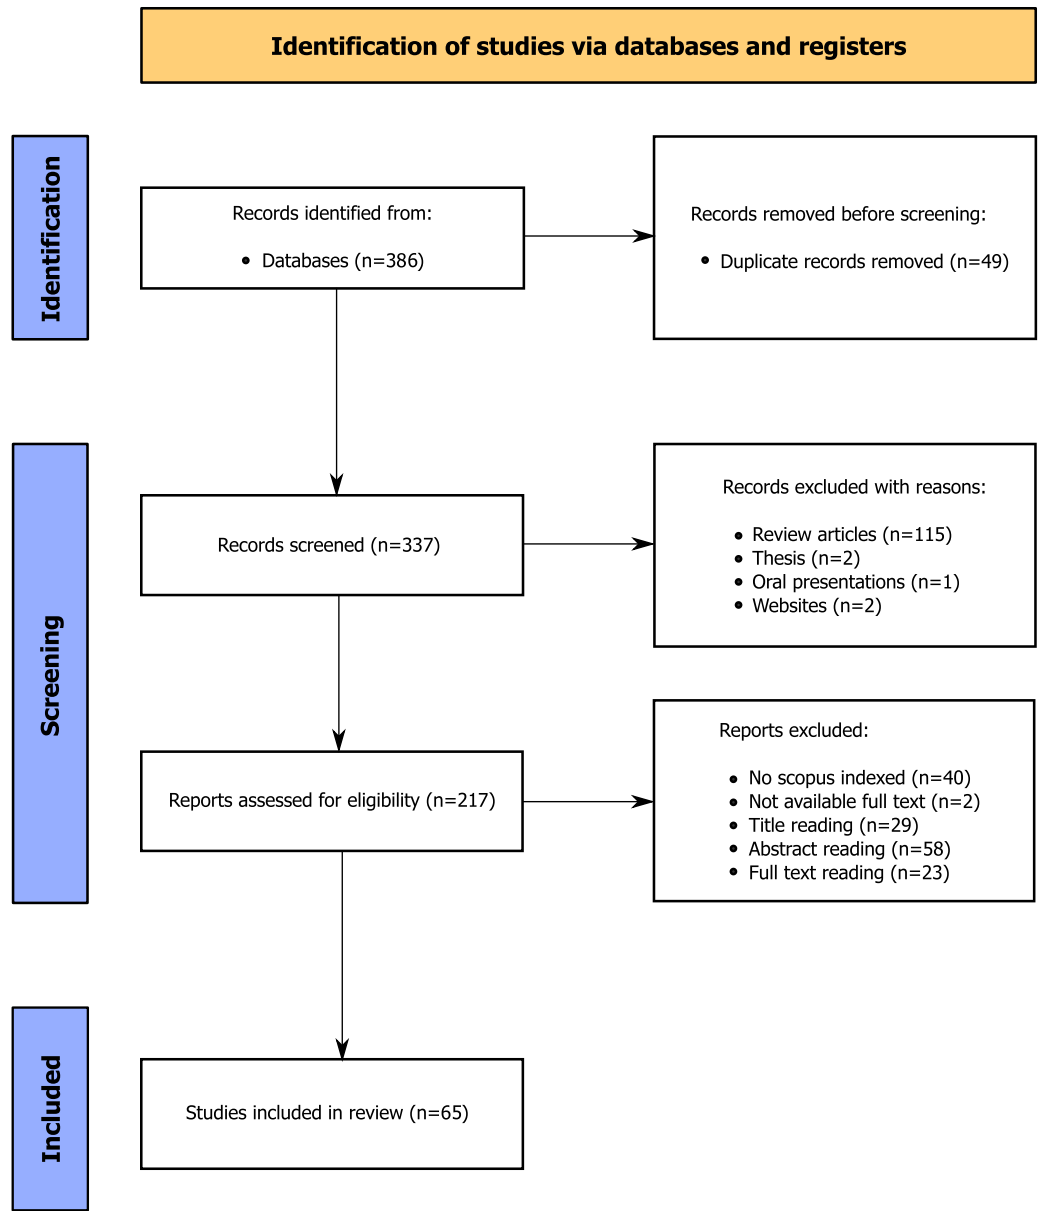 Identification of studies via databases and registers
Identification
Records identified from:
• Databases (n=386)
Records removed before screening:
• Duplicate records removed (n=49)
Screening
Records screened (n=337)
Records excluded with reasons:
• Review articles (n=115)
• Thesis (n=2)
• Oral presentations (n=1)
• Websites (n=2)
Reports assessed for eligibility (n=217)
Reports excluded:
• No scopus indexed (n=40)
• Not available full text (n=2)
• Title reading (n=29)
• Abstract reading (n=58)
• Full text reading (n=23)
Included
Studies included in review (n=65)